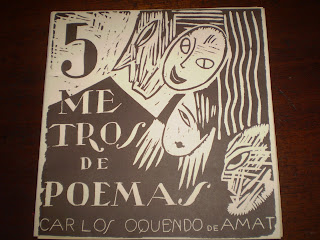 5
ME
TROS
DE
POEMAS
CARLOS OQUENDO DE AMAT